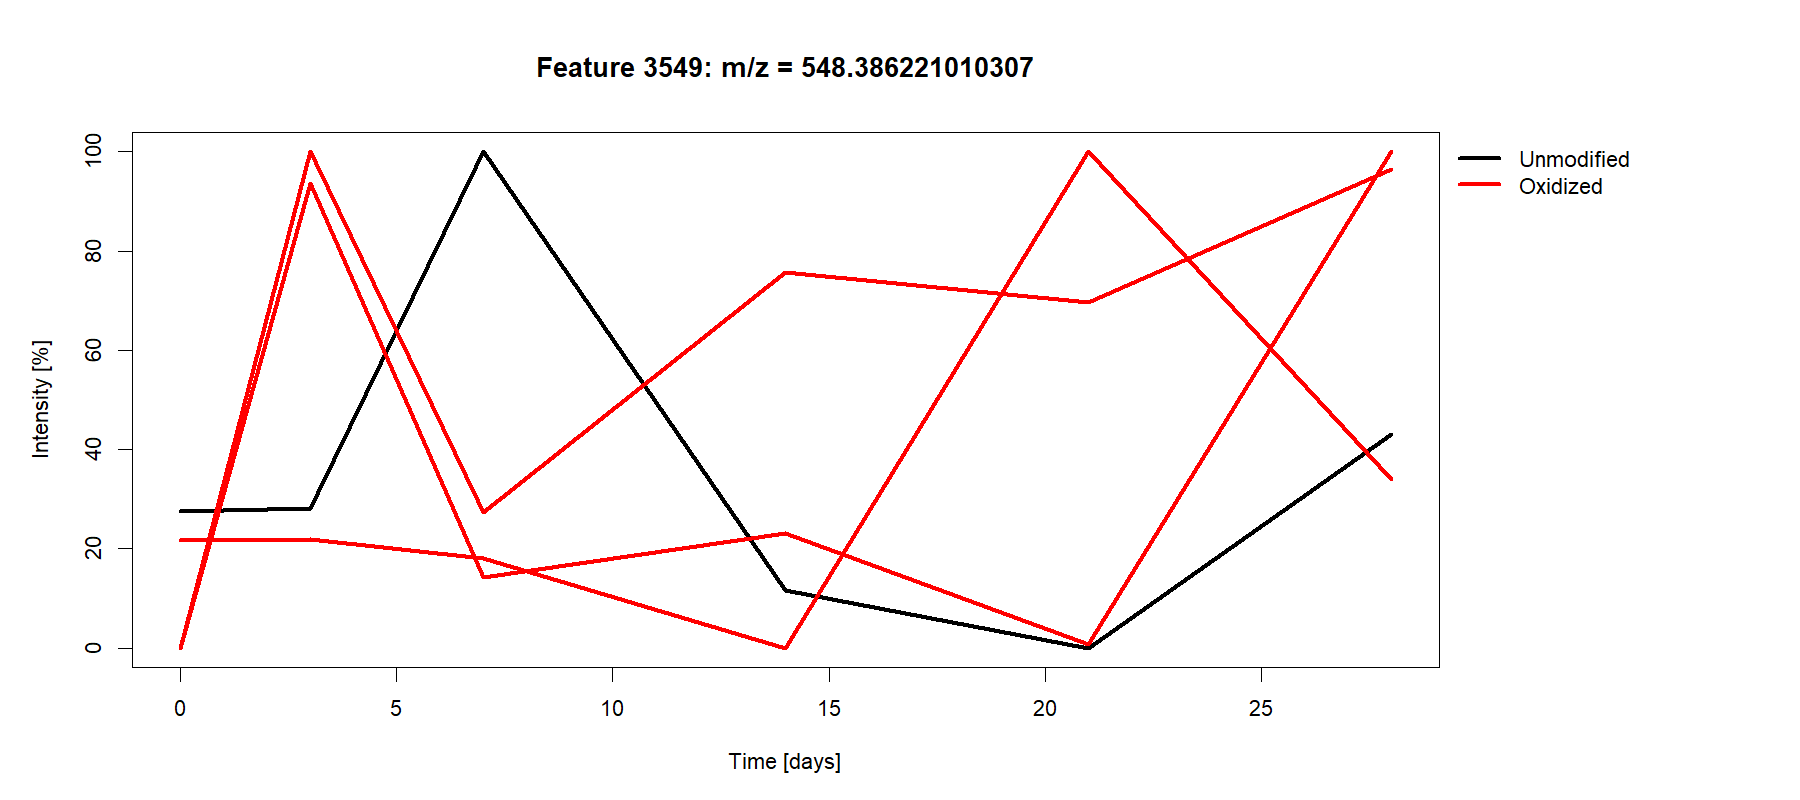 Feature 3549: m/z = 548.386221010307
Unmodified
Oxidized
Intensity [%]
100
80
60
40
20
0
0 5 10 15 20 25
Time [days]